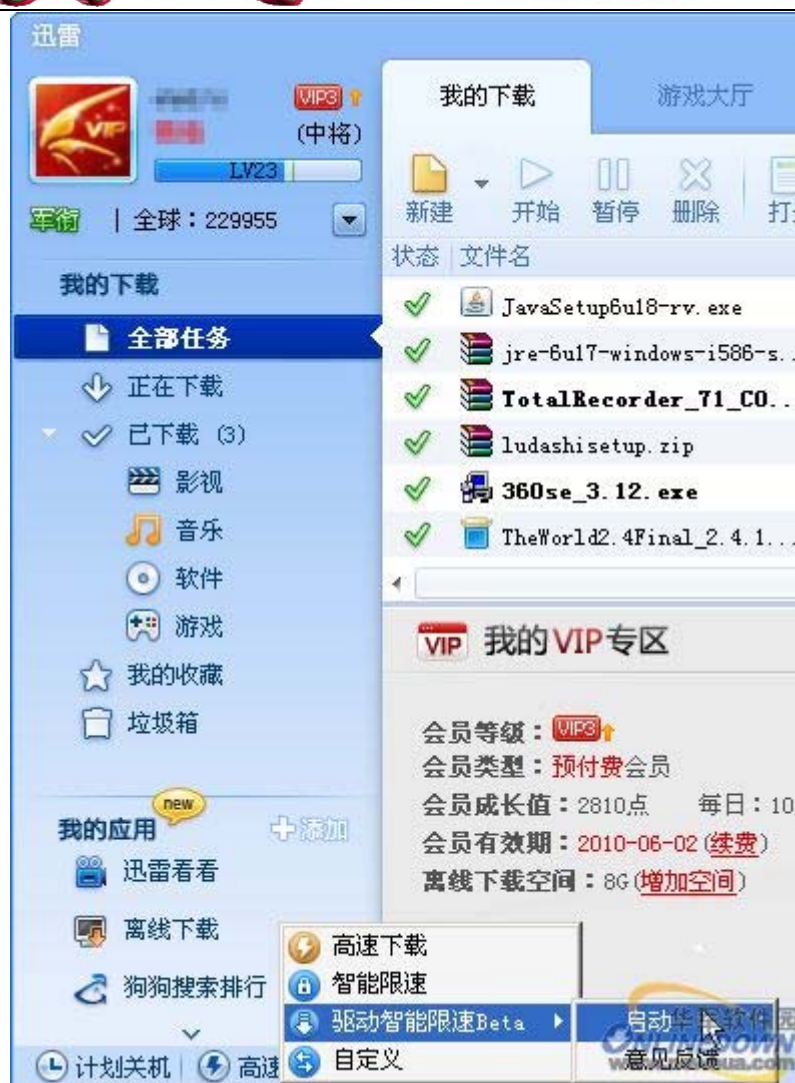 迅雷
VIP
VIP3
(中将)
LV23
军衔 | 全球：229955
我的下载 游戏大厅
新建 开始 暂停 删除
状态 文件名
JavaSetup6u18-rv.exe
jre-6u17-windows-i586-s...
TotalRecorder_71_CO...
ludashisetup.zip
360se_3.12.exe
TheWorld2.4Final_2.4.1...
我的下载
全部任务
正在下载
已下载 (3)
影视
音乐
软件
游戏
我的收藏
垃圾箱
VIP 我的VIP专区
会员等级：VIP3
会员类型：预付费会员
会员成长值：2810点 每日：10
会员有效期：2010-06-02(续费)
离线下载空间：8G(增加空间)
new
我的应用 添加
迅雷看看
离线下载
狗狗搜索排行
计划关机 高速
高速下载
智能限速
驱动智能限速Beta
自定义
启动
意见反馈